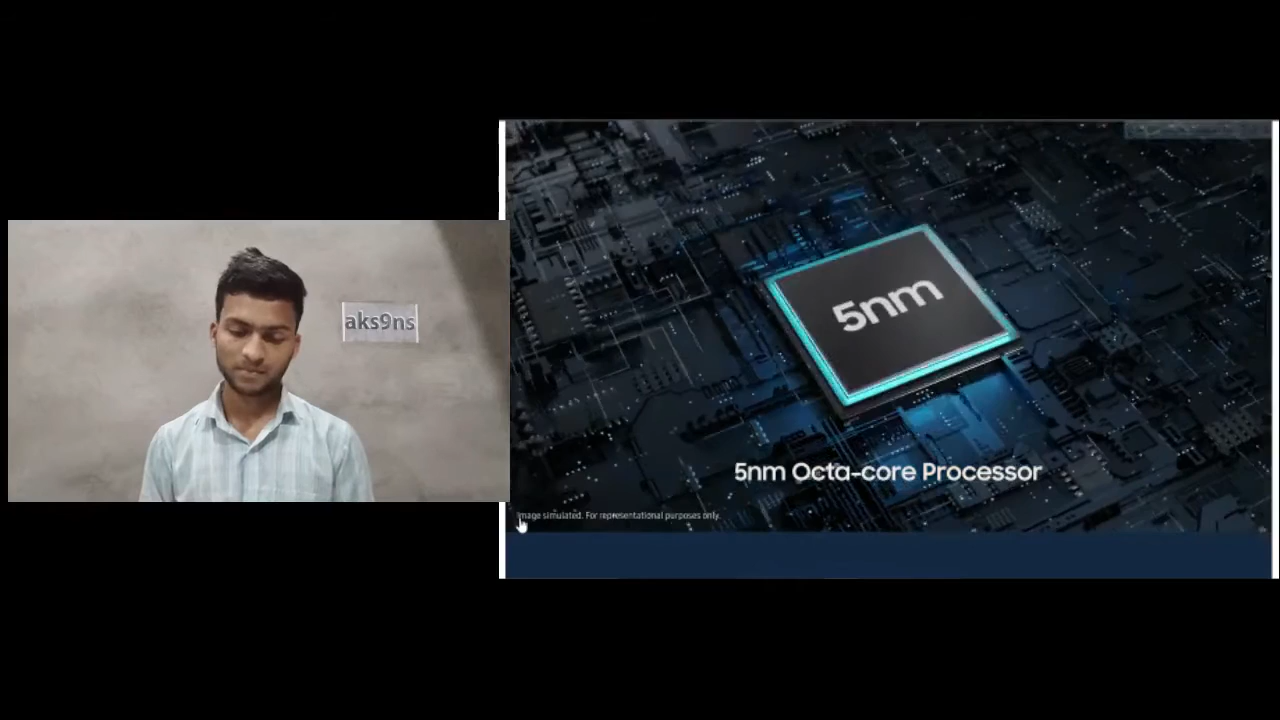 aks9ns
5nm
5nm Octa-core Processor
Image simulated. For representational purposes only.